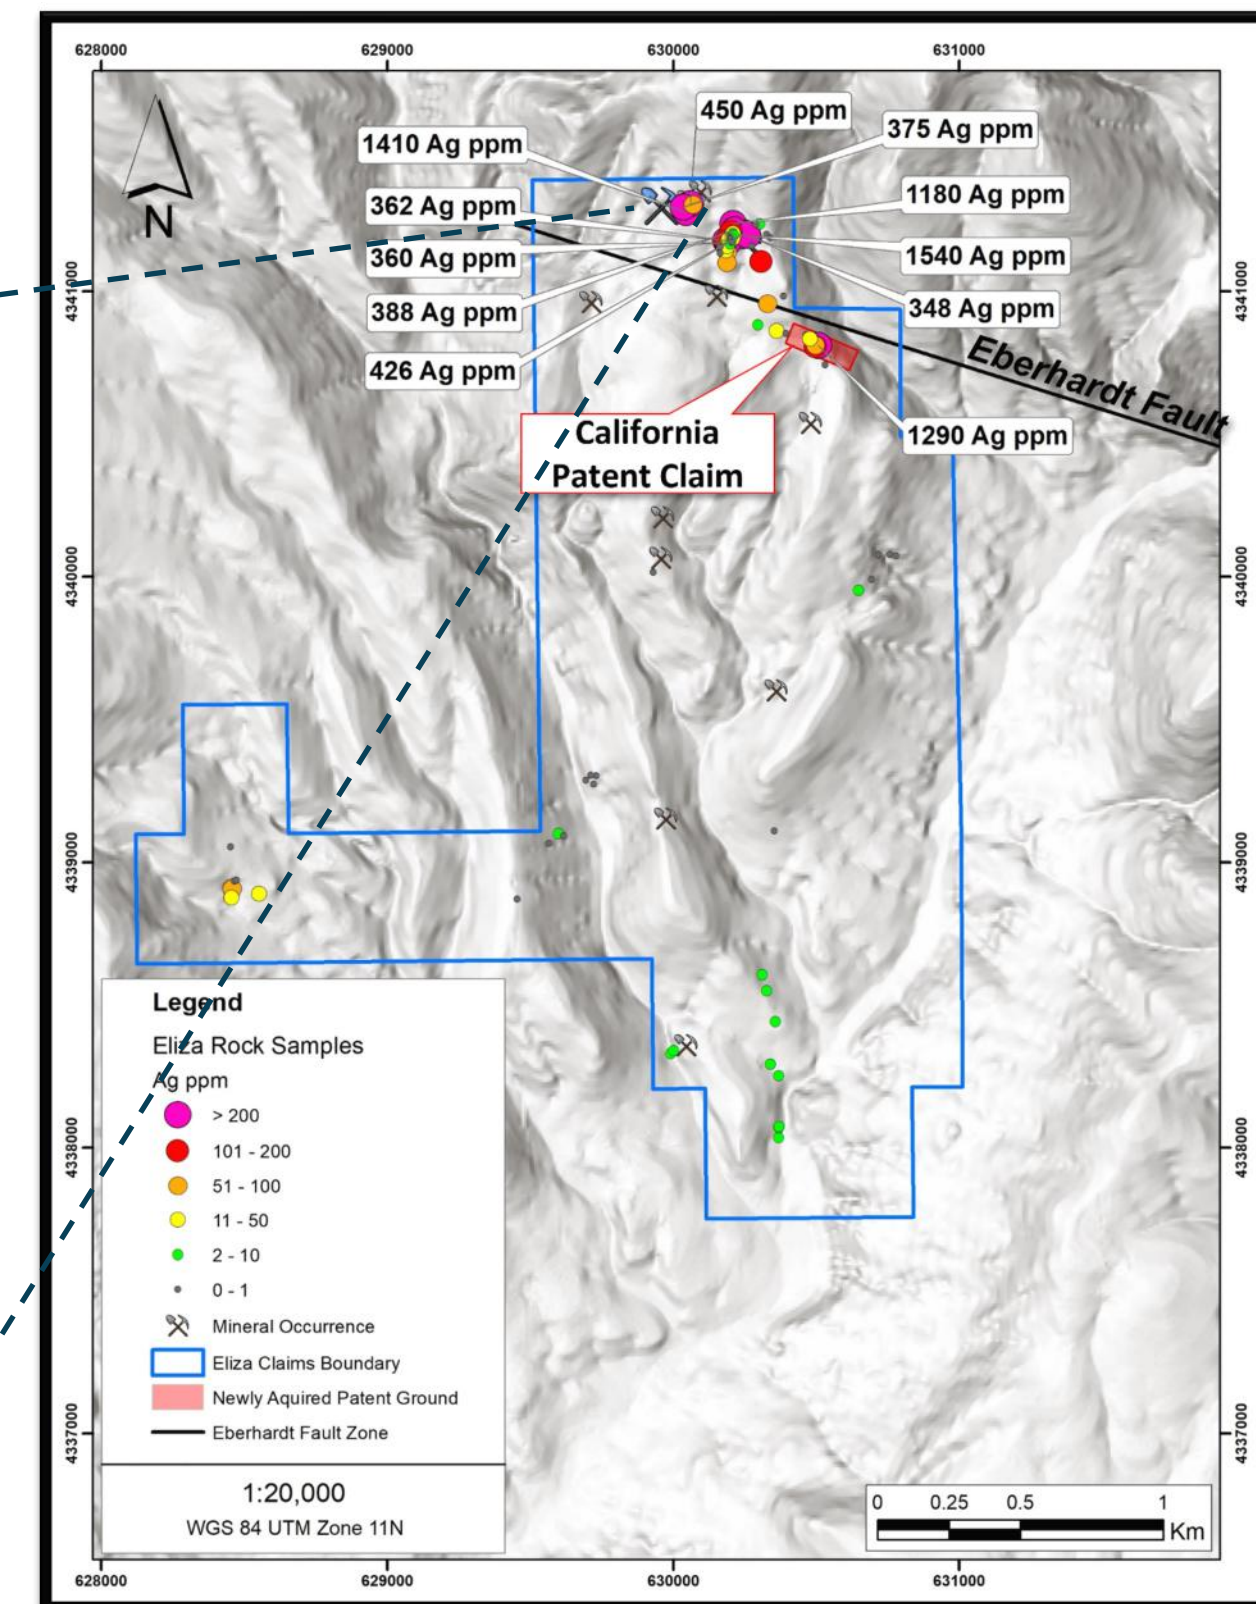 628000
629000
630000
631000
450 Ag ppm
375 Ag ppm
1410 Ag ppm
1180 Ag ppm
362 Ag ppm
360 Ag ppm
1540 Ag ppm
388 Ag ppm
348 Ag ppm
426 Ag ppm
1290 Ag ppm
Eberhardt Fault
California
Patent Claim
N
4341000
4341000
4340000
4340000
4339000
4339000
4338000
4338000
4337000
4337000
Legend
Eliza Rock Samples
Ag ppm
> 200
101 - 200
51 - 100
11 - 50
2 - 10
0 - 1
Mineral Occurrence
Eliza Claims Boundary
Newly Aquired Patent Ground
Eberhardt Fault Zone
1:20,000
WGS 84 UTM Zone 11N
0 0.25 0.5 1
Km
628000
629000
630000
631000